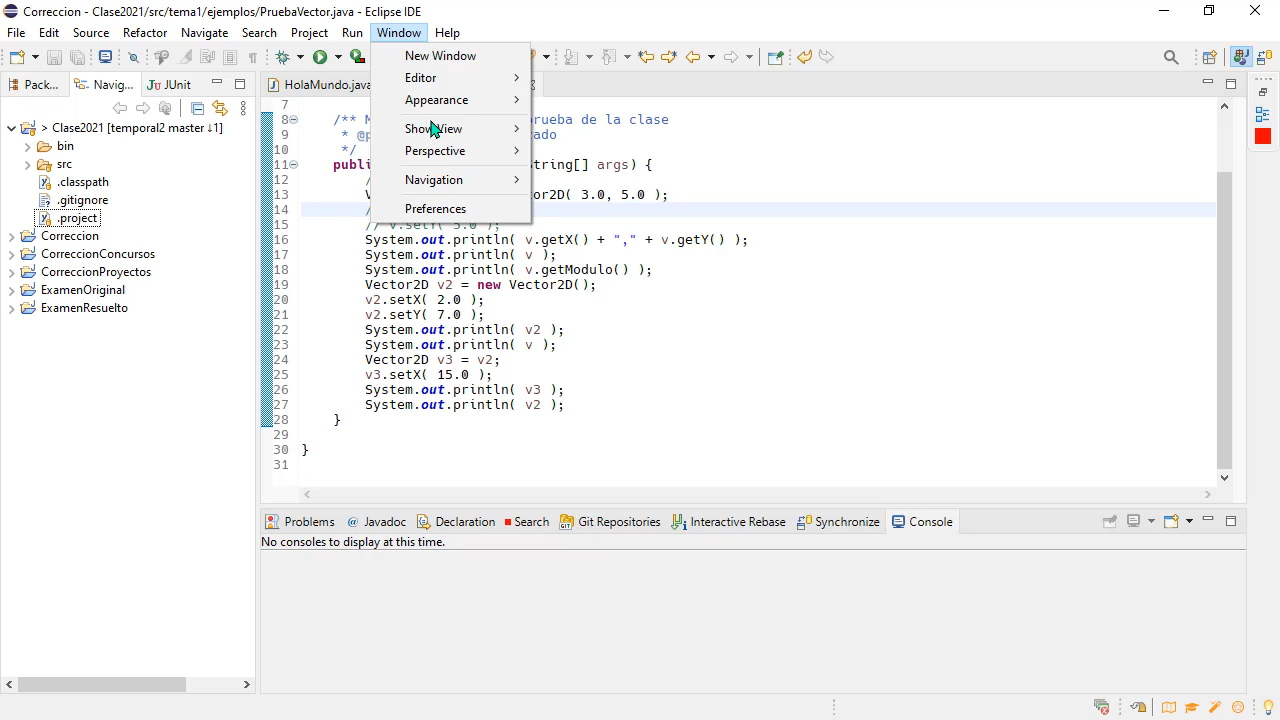 Correccion - Clase2021/src/tema1/ejemplos/PruebaVector.java - Eclipse IDE
File Edit Source Refactor Navigate Search Project Run Window Help
New Window
Editor
Appearance
Show View
Perspective
Navigation
Preferences
Pack... Navig... JUnit
> Clase2021 [temporal2 master ↓1]
bin
src
.classpath
.gitignore
.project
Correccion
CorreccionConcursos
CorreccionProyectos
ExamenOriginal
ExamenResuelto
HolaMundo.java
7
8 /** M rueba de la clase
9 * @p ado
10 */
11 publi tring[] args) {
12 /
13 V or2D( 3.0, 5.0 );
14 /
15 // v.setY( 5.0 );
16 System.out.println( v.getX() + "," + v.getY() );
17 System.out.println( v );
18 System.out.println( v.getModulo() );
19 Vector2D v2 = new Vector2D();
20 v2.setX( 2.0 );
21 v2.setY( 7.0 );
22 System.out.println( v2 );
23 System.out.println( v );
24 Vector2D v3 = v2;
25 v3.setX( 15.0 );
26 System.out.println( v3 );
27 System.out.println( v2 );
28 }
29
30 }
31
Problems @ Javadoc Declaration Search Git Repositories Interactive Rebase Synchronize Console
No consoles to display at this time.